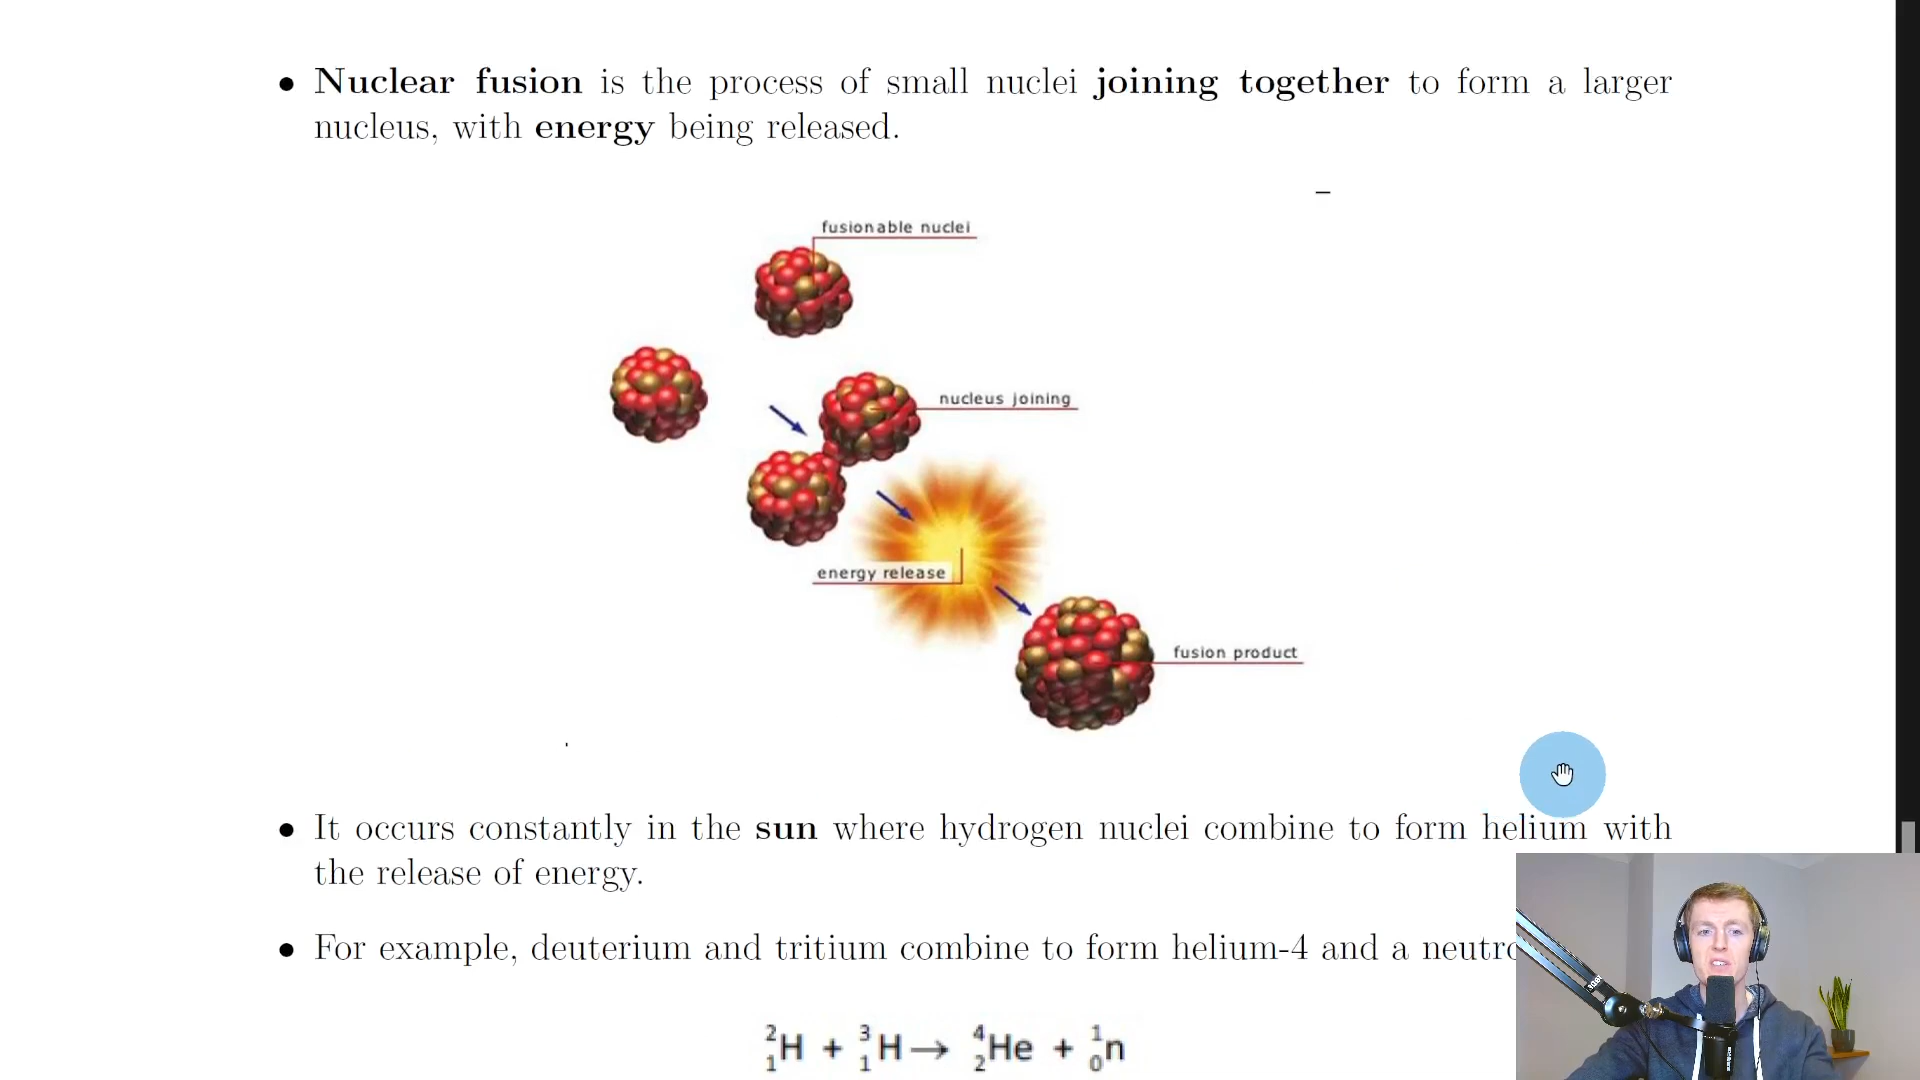 • Nuclear fusion is the process of small nuclei joining together to form a larger
nucleus, with energy being released.
fusionable nuclei
nucleus joining
energy release
fusion product
• It occurs constantly in the sun where hydrogen nuclei combine to form helium with
the release of energy.
• For example, deuterium and tritium combine to form helium-4 and a
²₁H + ³₁H → ⁴₂He + ¹₀n